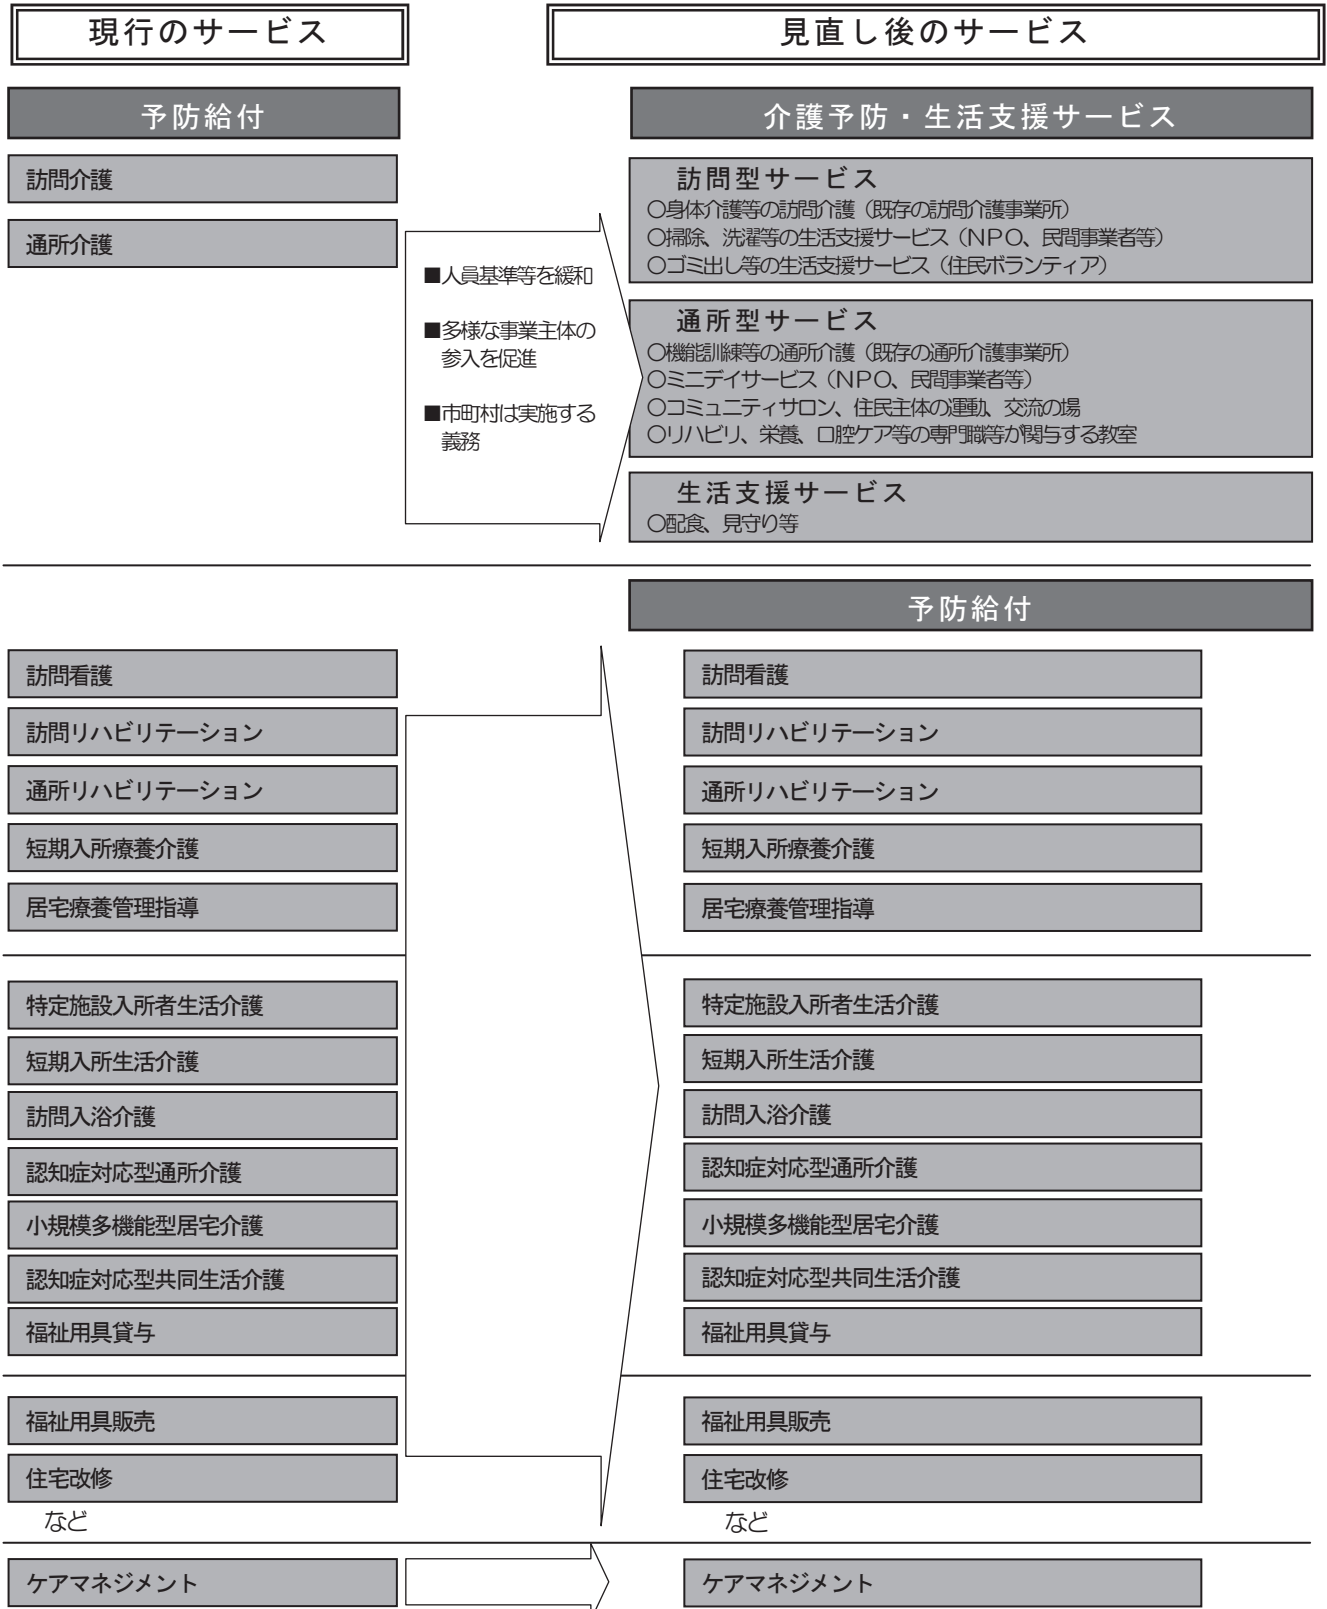 現行のサービス
見直し後のサービス
予防給付
介護予防・生活支援サービス
訪問介護
通所介護
■人員基準等を緩和
■多様な事業主体の
参入を促進
■市町村は実施する
義務
訪問型サービス
○身体介護等の訪問介護（既存の訪問介護事業所）
○掃除、洗濯等の生活支援サービス（NPO、民間事業者等）
○ゴミ出し等の生活支援サービス（住民ボランティア）
通所型サービス
○機能訓練等の通所介護（既存の通所介護事業所）
○ミニデイサービス（NPO、民間事業者等）
○コミュニティサロン、住民主体の運動、交流の場
○リハビリ、栄養、口腔ケア等の専門職等が関与する教室
生活支援サービス
○配食、見守り等
予防給付
訪問看護
訪問リハビリテーション
通所リハビリテーション
短期入所療養介護
居宅療養管理指導
特定施設入所者生活介護
短期入所生活介護
訪問入浴介護
認知症対応型通所介護
小規模多機能型居宅介護
認知症対応型共同生活介護
福祉用具貸与
福祉用具販売
住宅改修
など
ケアマネジメント
訪問看護
訪問リハビリテーション
通所リハビリテーション
短期入所療養介護
居宅療養管理指導
特定施設入所者生活介護
短期入所生活介護
訪問入浴介護
認知症対応型通所介護
小規模多機能型居宅介護
認知症対応型共同生活介護
福祉用具貸与
福祉用具販売
住宅改修
など
ケアマネジメント